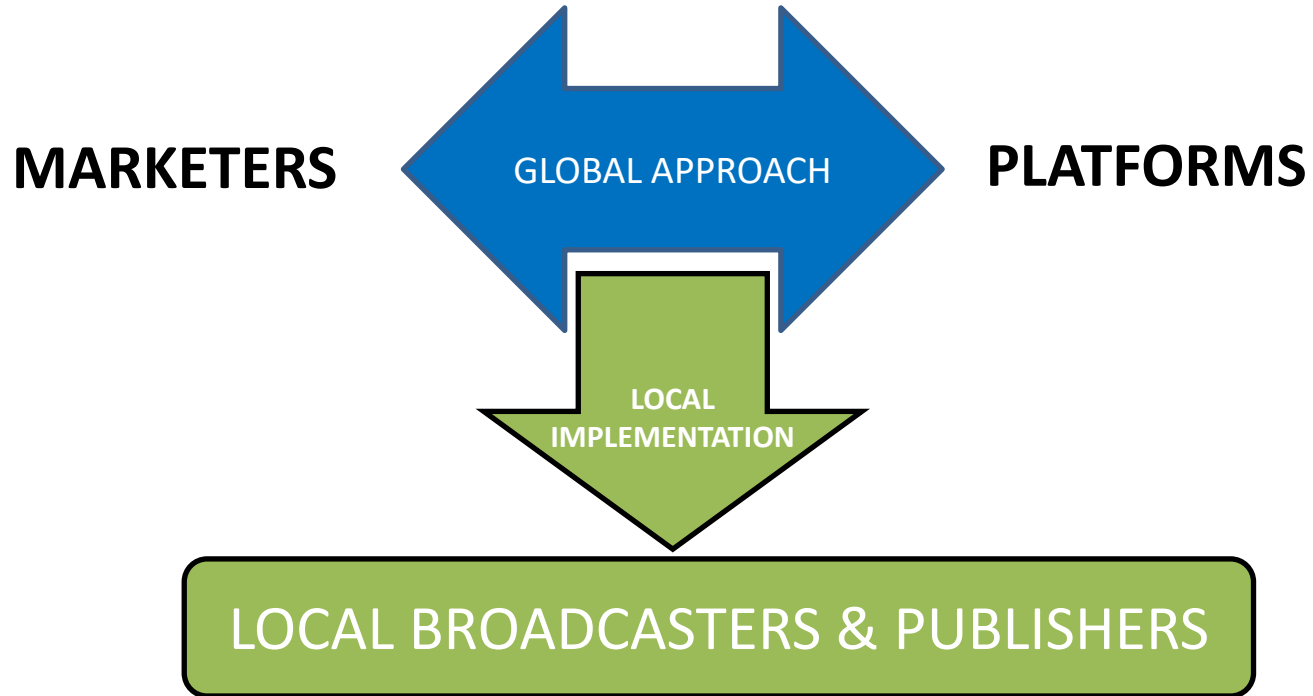 MARKETERS
GLOBAL APPROACH
PLATFORMS
LOCAL
IMPLEMENTATION
LOCAL BROADCASTERS & PUBLISHERS